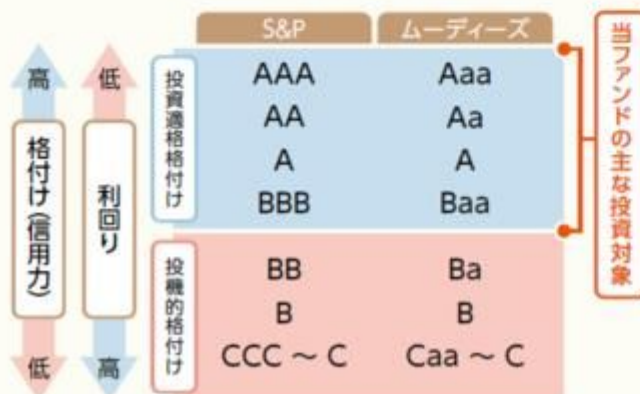 S&P ムーディーズ
高 低
格付け（信用力）
利回り
低 高
投資適格格付け
AAA Aaa
AA Aa
A A
BBB Baa
投機的格付け
BB Ba
B B
CCC ～ C Caa ～ C
当ファンドの主な投資対象